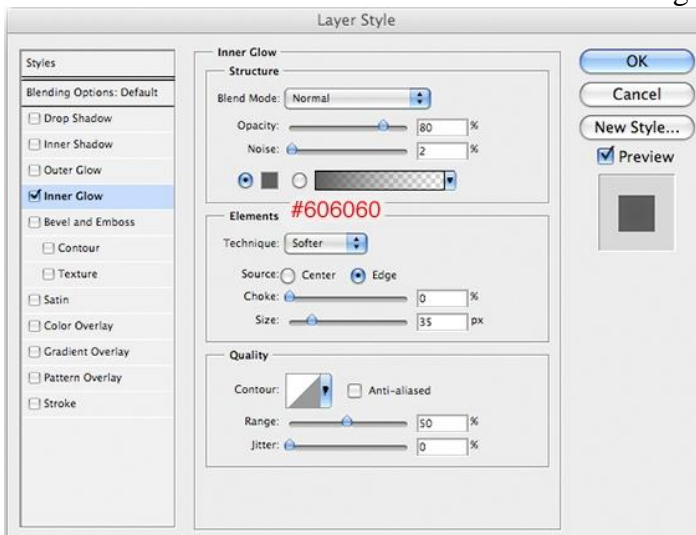 Layer Style
Styles
Blending Options: Default
Drop Shadow
Inner Shadow
Outer Glow
Inner Glow
Bevel and Emboss
Contour
Texture
Satin
Color Overlay
Gradient Overlay
Pattern Overlay
Stroke
Inner Glow
Structure
Blend Mode: Normal
Opacity: 80 %
Noise: 2 %
#606060
Elements
Technique: Softer
Source: Center Edge
Choke: 0 %
Size: 35 px
Quality
Contour: Anti-aliased
Range: 50 %
Jitter: 0 %
OK
Cancel
New Style...
Preview